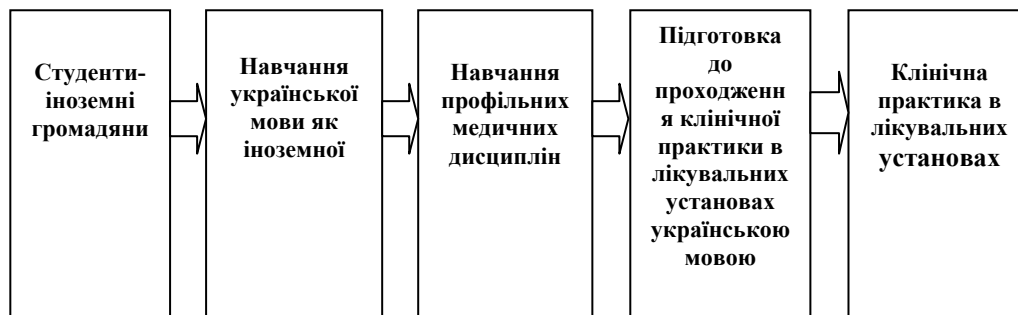 Студенти-
іноземні
громадяни
Навчання
української
мови як
іноземної
Навчання
профільних
медичних
дисциплін
Підготовка
до
проходженн
я клінічної
практики в
лікувальних
установах
українською
мовою
Клінічна
практика в
лікувальних
установах